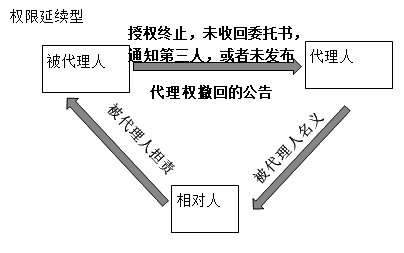 权限延续型
授权终止，未收回委托书，
通知第三人，或者未发布
代理权撤回的公告
被代理人
代理人
被代理人担责
被代理人名义
相对人